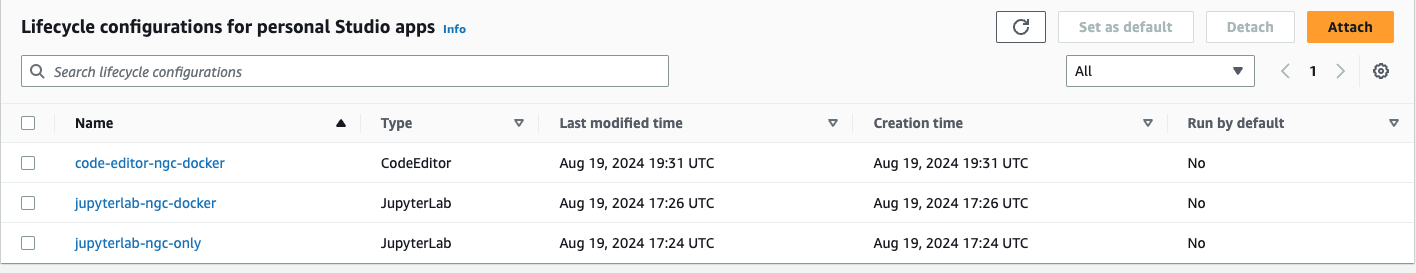 Lifecycle configurations for personal Studio apps Info
Set as default Detach Attach
Search lifecycle configurations
All 1
Name Type Last modified time Creation time Run by default
code-editor-ngc-docker CodeEditor Aug 19, 2024 19:31 UTC Aug 19, 2024 19:31 UTC No
jupyterlab-ngc-docker JupyterLab Aug 19, 2024 17:26 UTC Aug 19, 2024 17:26 UTC No
jupyterlab-ngc-only JupyterLab Aug 19, 2024 17:24 UTC Aug 19, 2024 17:24 UTC No